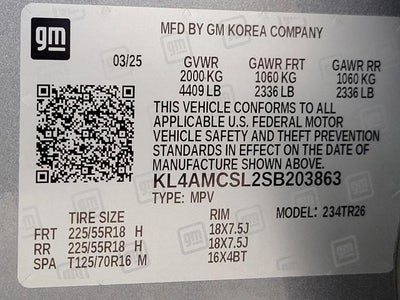 gm
MFD BY GM KOREA COMPANY
03/25 GVWR GAWR FRT GAWR RR
2000 KG 1060 KG 1060 KG
4409 LB 2336 LB 2336 LB
THIS VEHICLE CONFORMS TO ALL
APPLICABLE U.S. FEDERAL MOTOR
VEHICLE SAFETY AND THEFT PREVENTION
STANDARDS IN EFFECT ON THE DATE OF
MANUFACTURE SHOWN ABOVE.
KL4AMCSL2SB203863
TYPE: MPV
TIRE SIZE RIM MODEL: 234TR26
FRT 225/55R18 H 18X7.5J
RR 225/55R18 H 18X7.5J
SPA T125/70R16 M 16X4BT